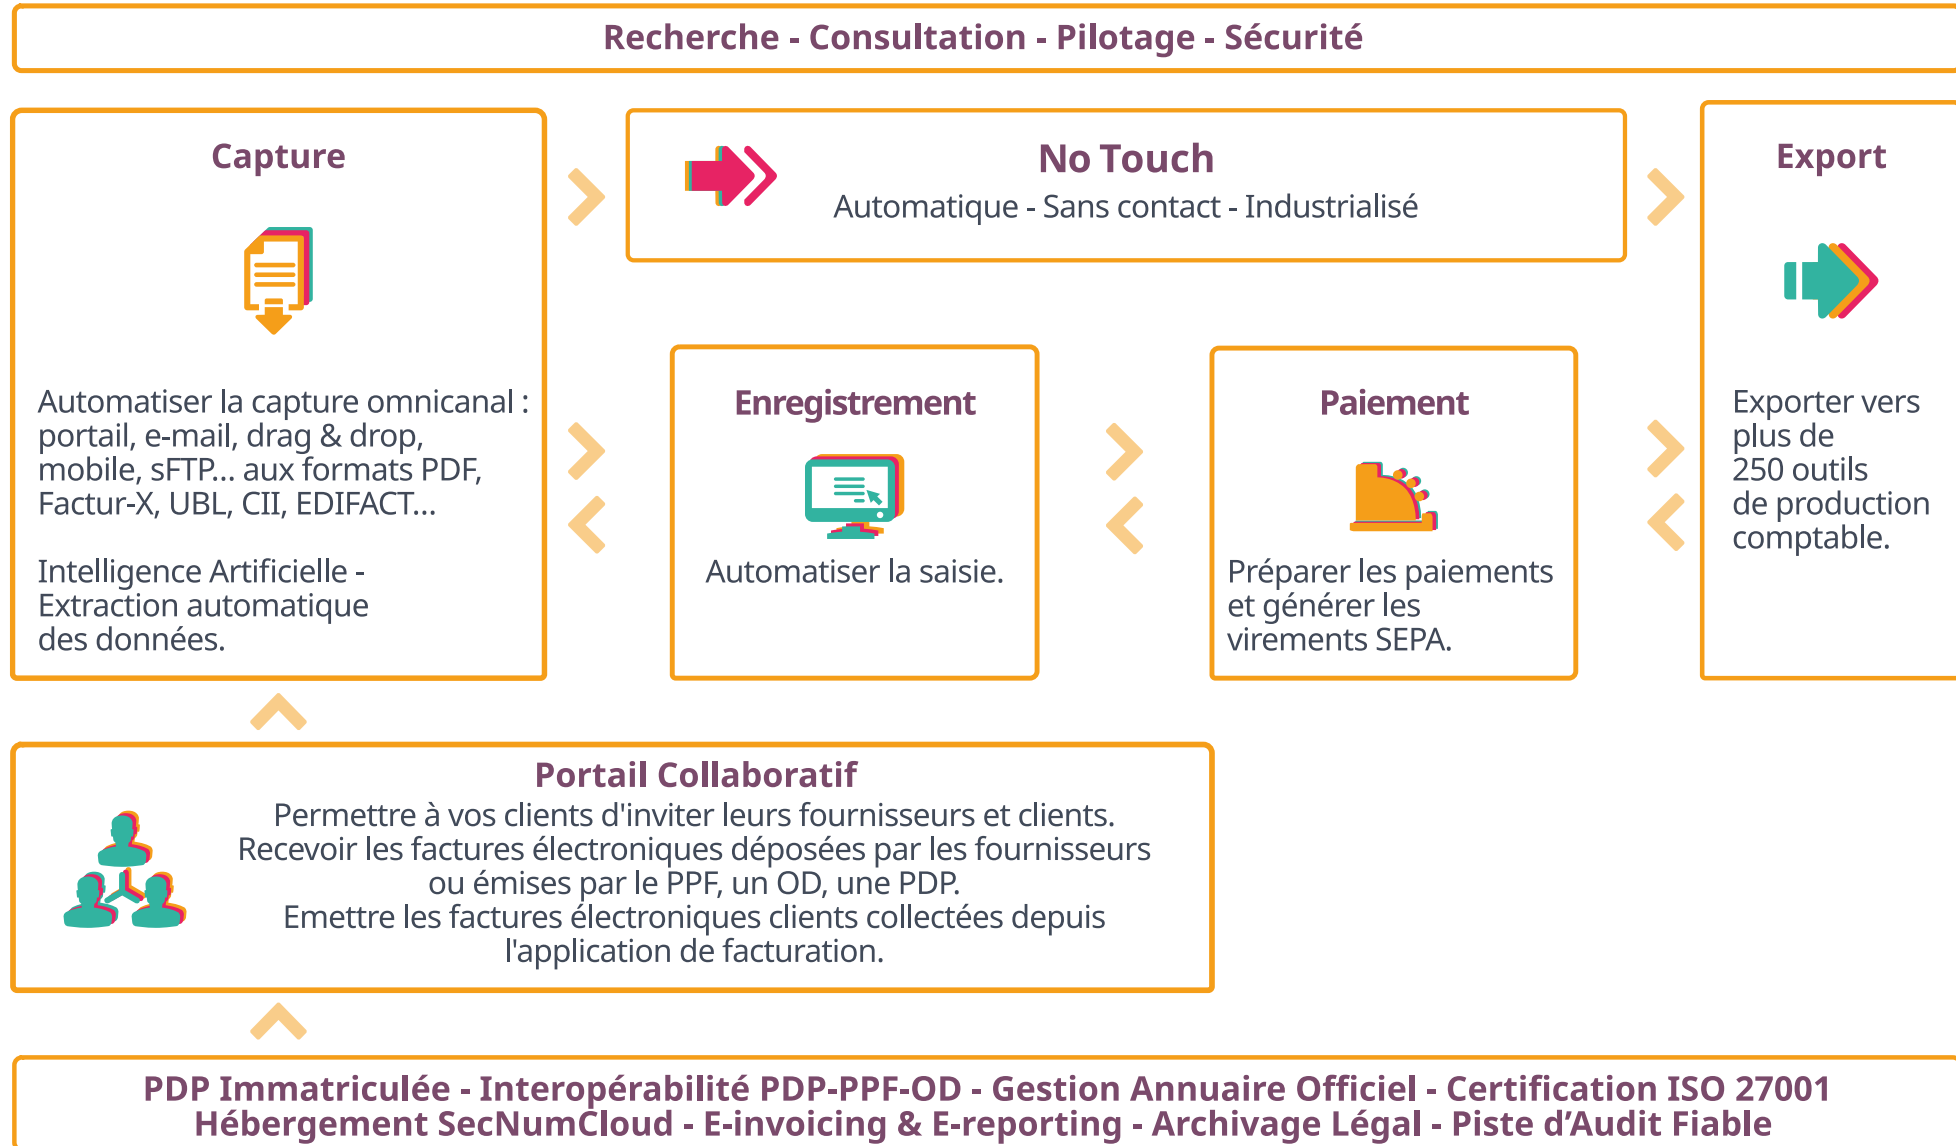 Recherche - Consultation - Pilotage - Sécurité
Capture
Automatiser la capture omnicanal :
portail, e-mail, drag & drop,
mobile, sFTP... aux formats PDF,
Factur-X, UBL, CII, EDIFACT...
Intelligence Artificielle -
Extraction automatique
des données.
No Touch
Automatique - Sans contact - Industrialisé
Enregistrement
Automatiser la saisie.
Paiement
Préparer les paiements
et générer les
virements SEPA.
Export
Exporter vers
plus de
250 outils
de production
comptable.
Portail Collaboratif
Permettre à vos clients d'inviter leurs fournisseurs et clients.
Recevoir les factures électroniques déposées par les fournisseurs
ou émises par le PPF, un OD, une PDP.
Emettre les factures électroniques clients collectées depuis
l'application de facturation.
PDP Immatriculée - Interopérabilité PDP-PPF-OD - Gestion Annuaire Officiel - Certification ISO 27001
Hébergement SecNumCloud - E-invoicing & E-reporting - Archivage Légal - Piste d’Audit Fiable